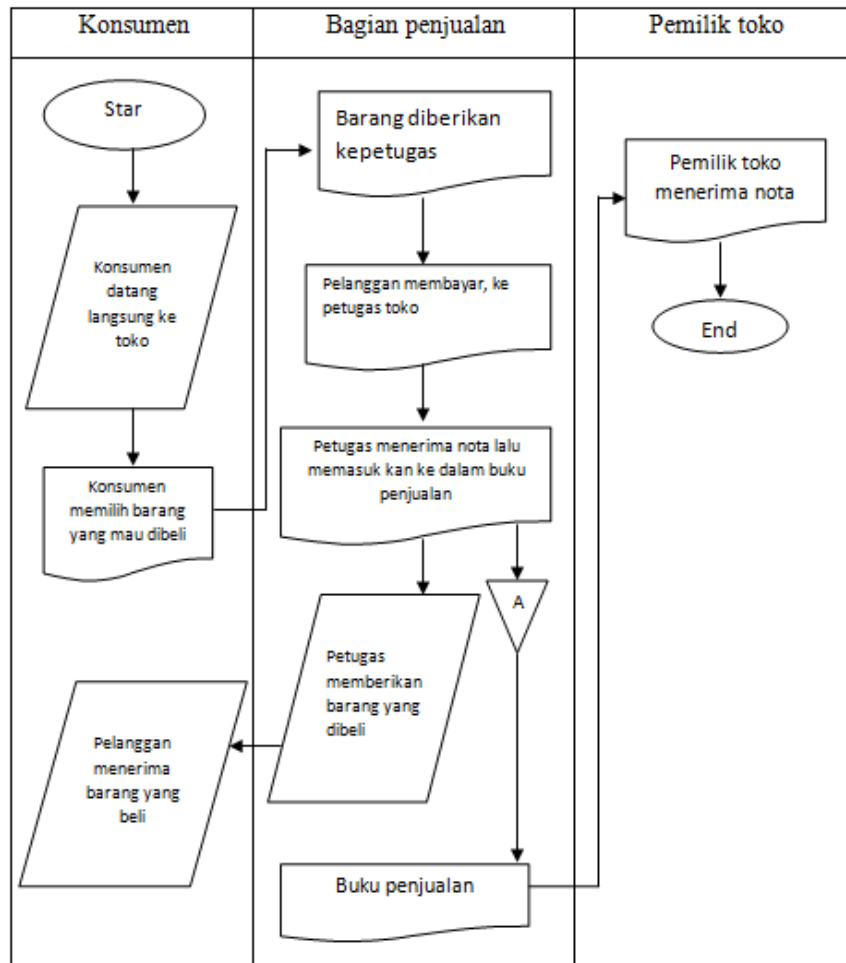 Konsumen
Bagian penjualan
Pemilik toko
Star
Konsumen
datang
langsung ke
toko
Konsumen
memilih barang
yang mau dibeli
Barang diberikan
kepetugas
Pelanggan membayar, ke
petugas toko
Petugas menerima nota lalu
memasuk kan ke dalam buku
penjualan
A
Petugas
memberikan
barang yang
dibeli
Pelanggan
menerima
barang yang
beli
Buku penjualan
Pemilik toko
menerima nota
End